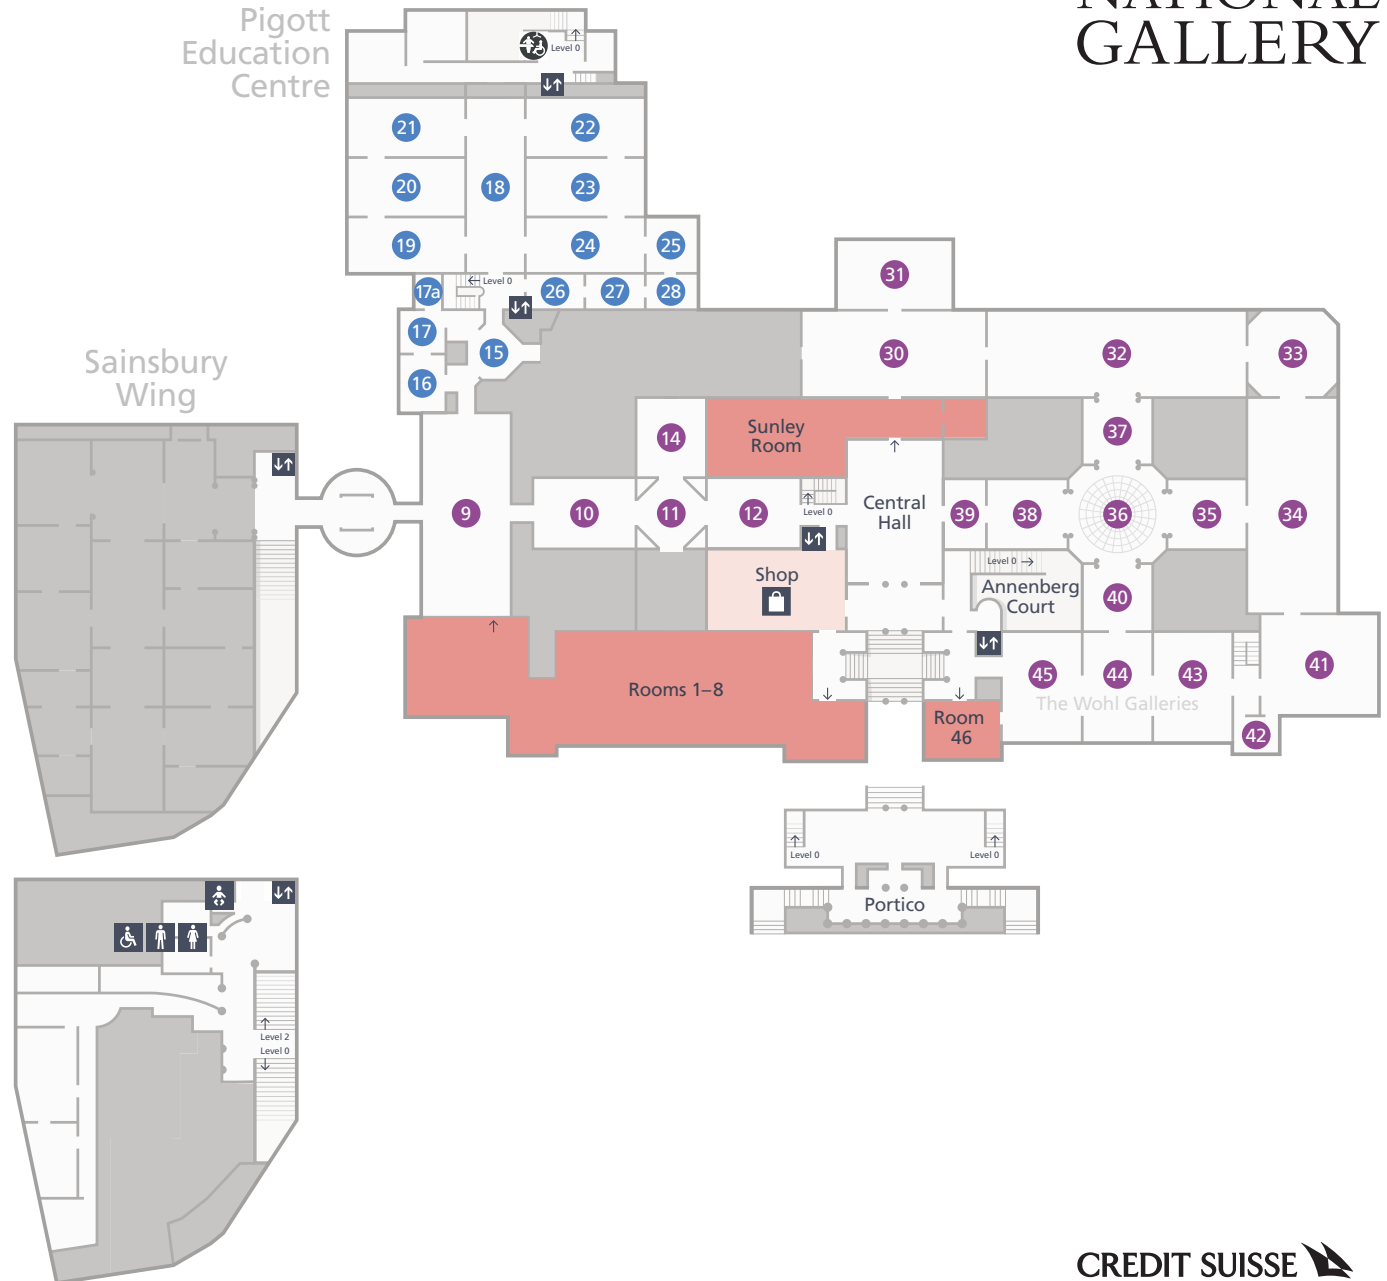 NATIONAL
GALLERY
Pigott
Education
Centre
Level 0
21
22
20
18
23
19
24
25
17a
Level 0
26
27
28
17
15
16
Sainsbury
Wing
31
30
32
33
14
Sunley
Room
37
9
10
11
12
Level 0
Central
Hall
39
38
36
35
34
Shop
Level 0
Annenberg
Court
40
Rooms 1–8
45
44
43
41
The Wohl Galleries
Room
46
42
Level 0
Level 0
Portico
Level 2
Level 0
CREDIT SUISSE